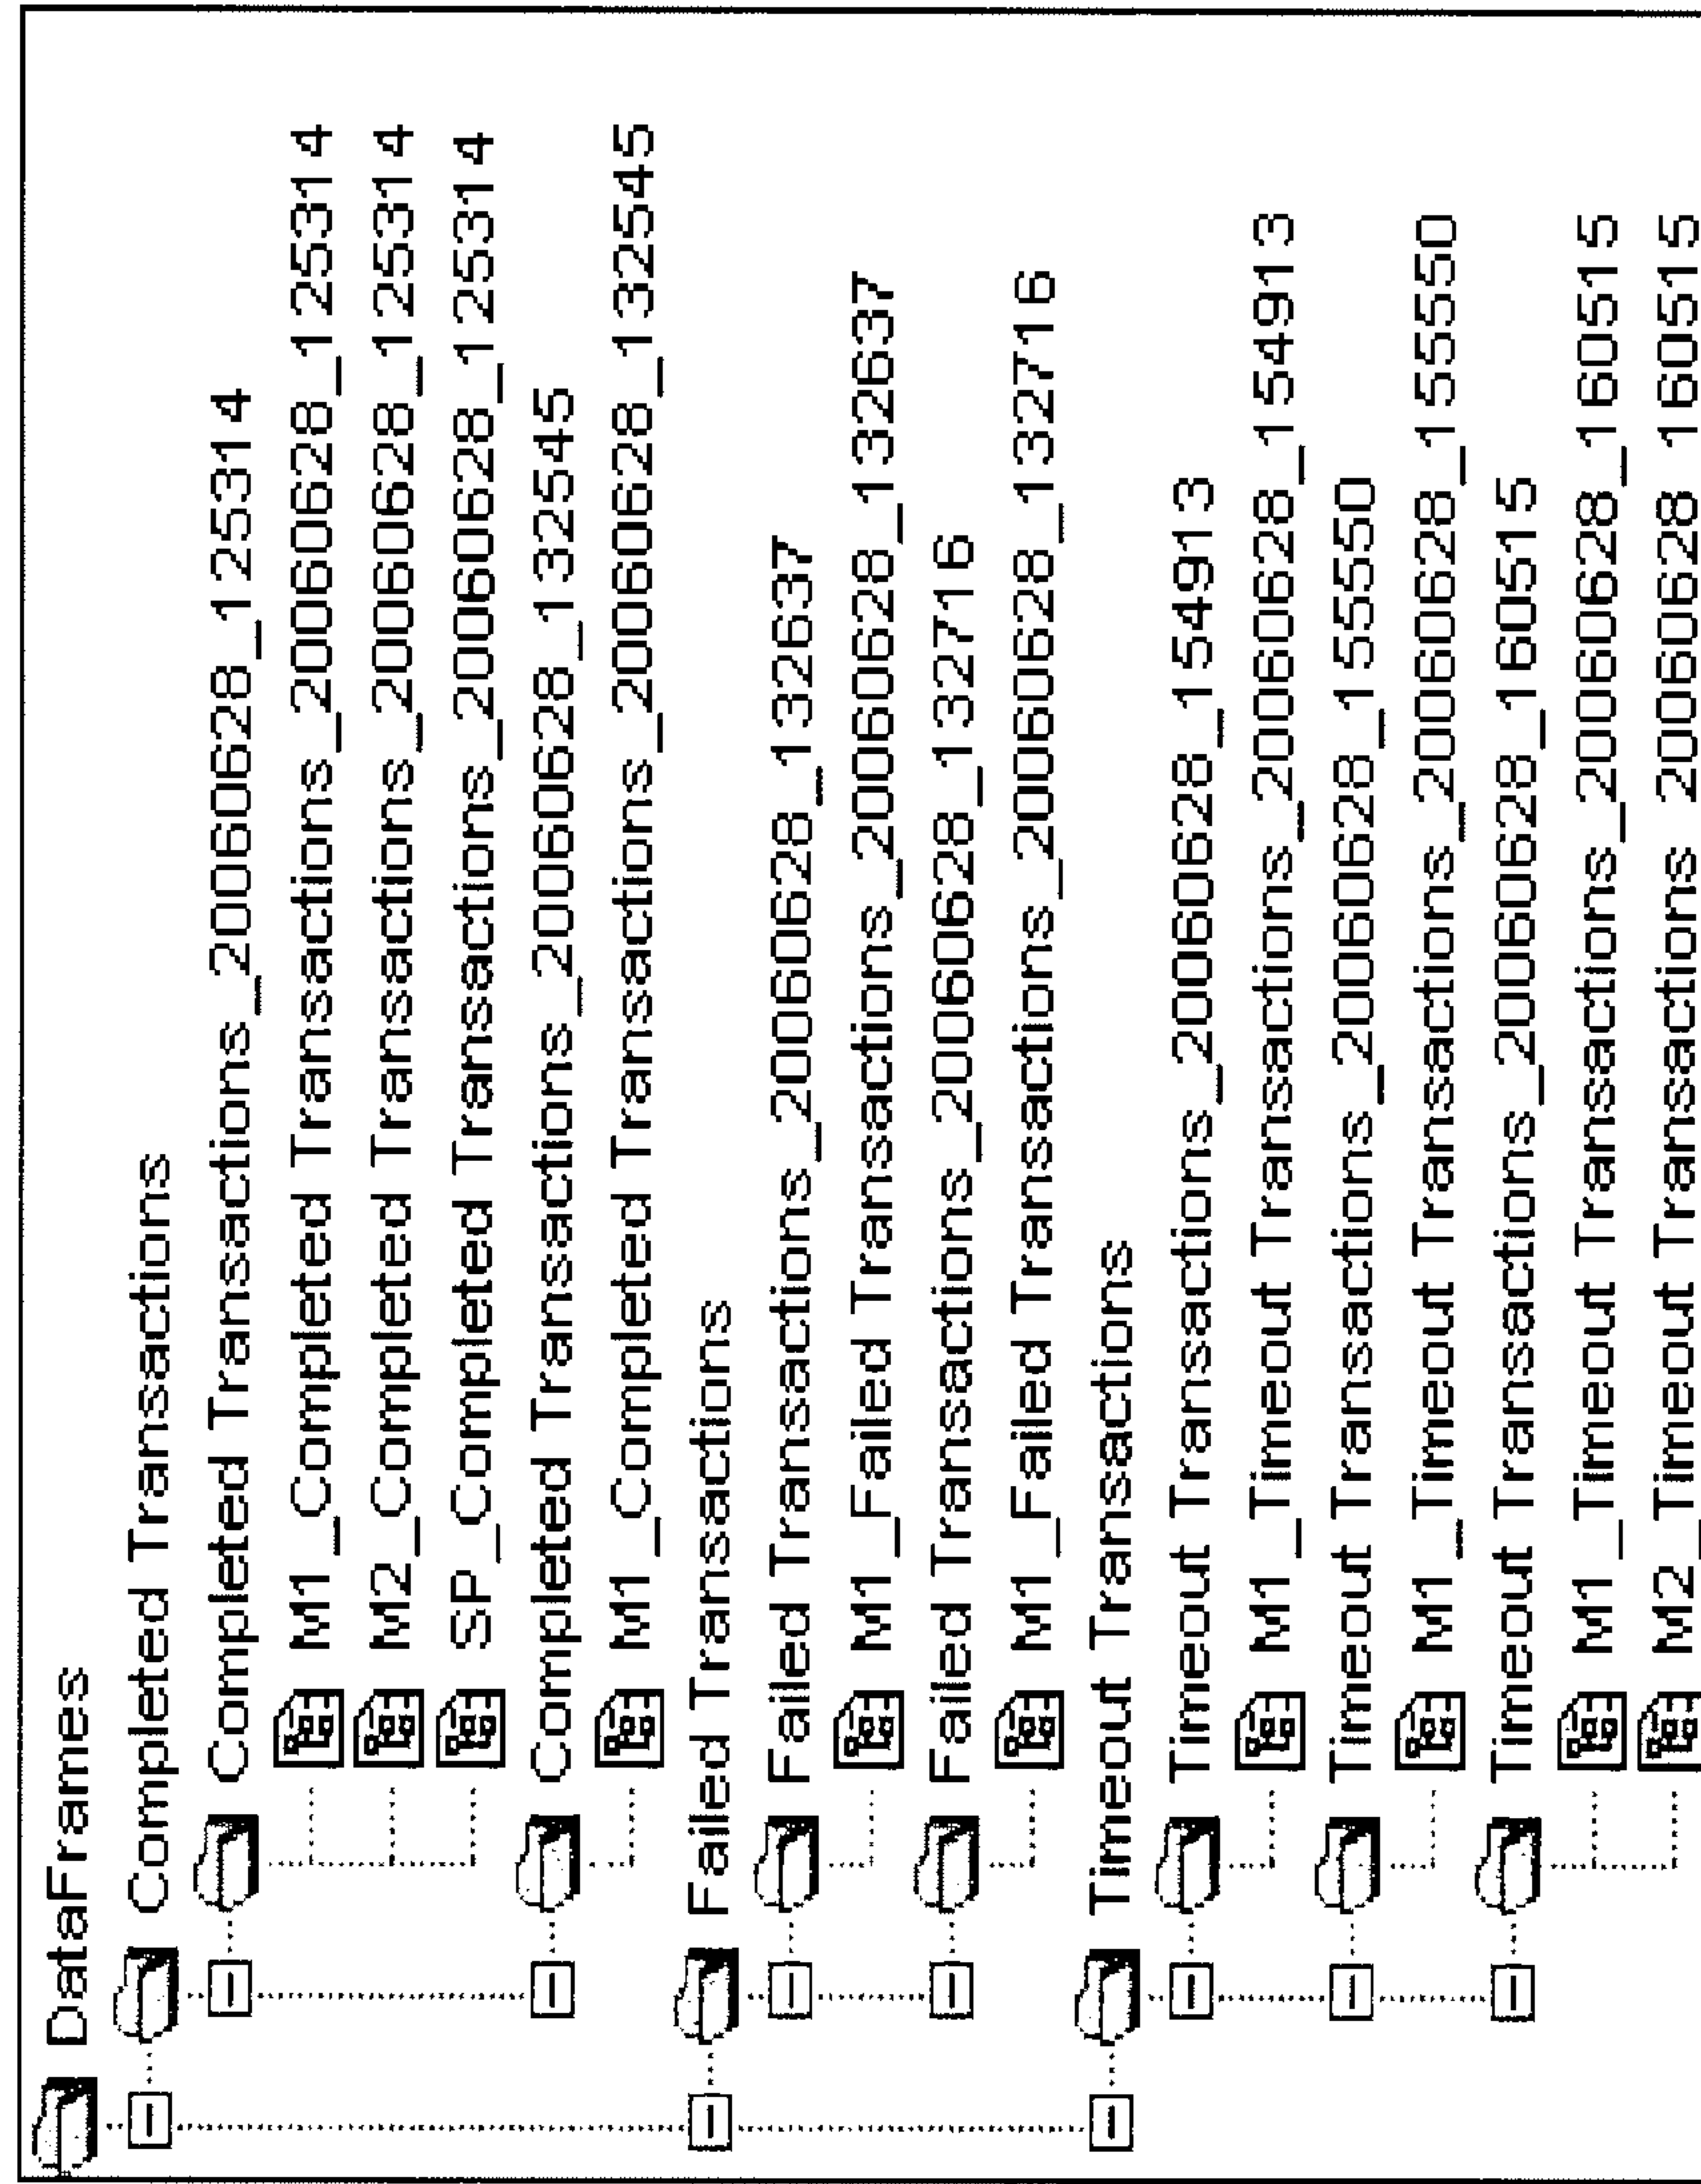 DataFrames
Completed Transactions
Completed Transactions_20060628_125314
M1_Completed Transactions_20060628_125314
M2_Completed Transactions_20060628_125314
SP_Completed Transactions_20060628_125314
Completed Transactions_20060628_132545
M1_Completed Transactions_20060628_132545
Failed Transactions
Failed Transactions_20060628_132637
M1_Failed Transactions_20060628_132637
Failed Transactions_20060628_132716
M1_Failed Transactions_20060628_132716
Timeout Transactions
Timeout Transactions_20060628_154913
M1_Timeout Transactions_20060628_154913
Timeout Transactions_20060628_155550
M1_Timeout Transactions_20060628_155550
Timeout Transactions_20060628_160515
M1_Timeout Transactions_20060628_160515
M2_Timeout Transactions_20060628_160515